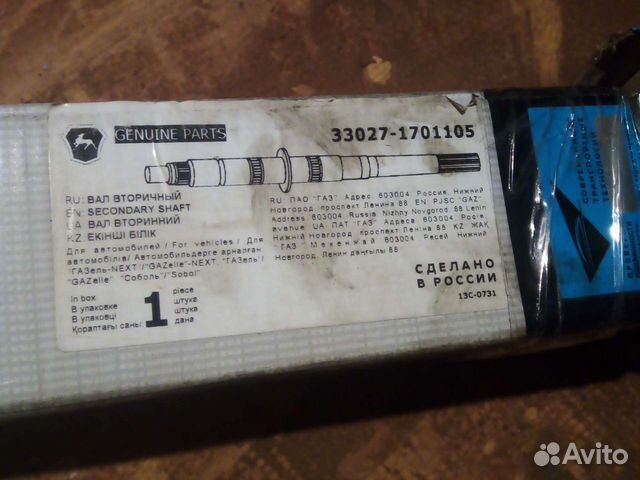 GENUINE PARTS
33027-1701105
RU: ВАЛ ВТОРИЧНЫЙ
EN: SECONDARY SHAFT
UA ВАЛ ВТОРИННИЙ
KZ ЕКІНШІ БІЛІК
Для автомобилей / For vehicles / Для
автомобілів / Автомобильдерге арналған:
"ГАЗель-NEXT"/"GAZelle"-NEXT, "ГАЗель"/
"GAZelle" "Соболь"/"Sobol"
RU: ПАО "ГАЗ" Адрес 603004 Россия Нижний
Новгород, проспект Ленина 88 EN PJSC "GAZ"
Address 603004, Russia Nizhny Novgorod 88 Lenin
avenue UA ПАТ "ГАЗ" Адреса 603004 Росія,
Нижній Новгород проспект Леніна 88 KZ ЖАҚ
"ГАЗ" Мекенжай 603004 Ресей Нижний
Новгород Ленин даңғылы 88
In box
В упаковке
В упаковці
Қораптағы саны:
1
piece
штука
штука
дана
СДЕЛАНО
В РОССИИ
13С-0731
СОВРЕМЕННЫЕ
ТРАНСПОРТНЫЕ
ТЕХНОЛОГИИ
Avito